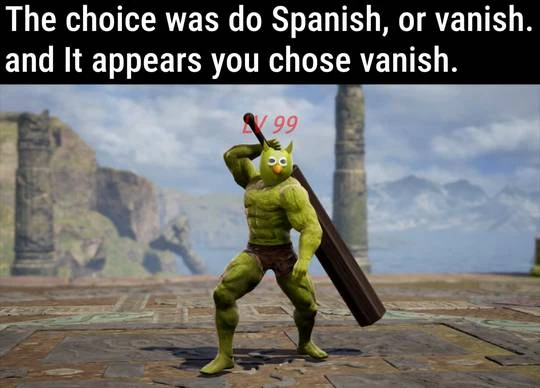 The choice was do Spanish, or vanish.
and It appears you chose vanish.
LV 99